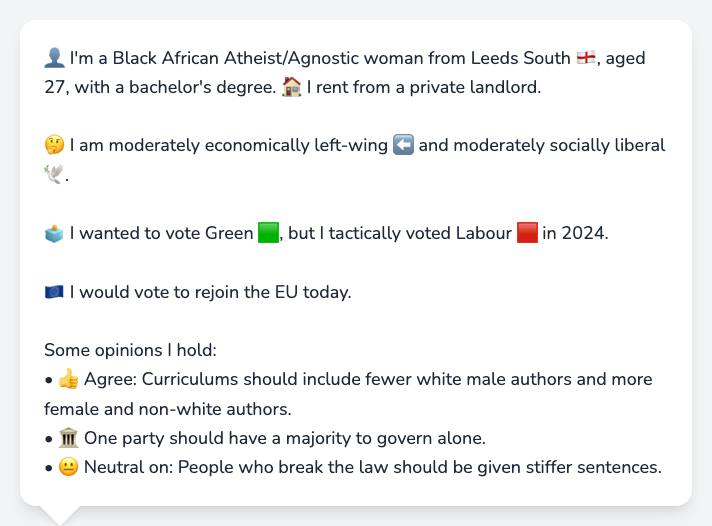 👤 I'm a Black African Atheist/Agnostic woman from Leeds South 🏴󠁧󠁢󠁥󠁮󠁧󠁿, aged
27, with a bachelor's degree. 🏠 I rent from a private landlord.
🤔 I am moderately economically left-wing ⬅️ and moderately socially liberal
🕊️.
🗳️ I wanted to vote Green 🟩, but I tactically voted Labour 🟥 in 2024.
🇪🇺 I would vote to rejoin the EU today.
Some opinions I hold:
• 👍 Agree: Curriculums should include fewer white male authors and more
female and non-white authors.
• 🏛️ One party should have a majority to govern alone.
• 😐 Neutral on: People who break the law should be given stiffer sentences.